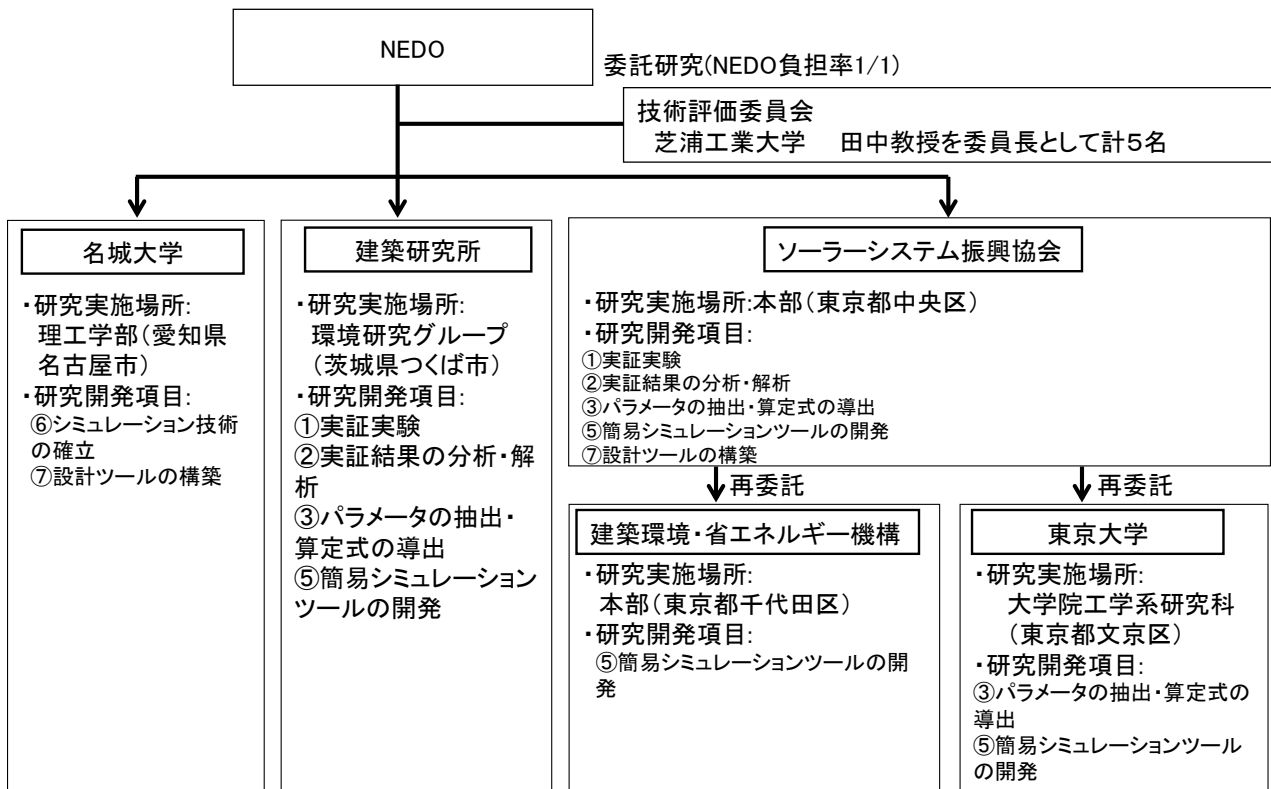 NEDO
委託研究(NEDO負担率1/1)
技術評価委員会
芝浦工業大学　田中教授を委員長として計5名
名城大学
・研究実施場所:
理工学部(愛知県
名古屋市)
・研究開発項目:
⑥シミュレーション技術
の確立
⑦設計ツールの構築
建築研究所
・研究実施場所:
環境研究グループ
(茨城県つくば市)
・研究開発項目:
①実証実験
②実証結果の分析・解
析
③パラメータの抽出・
算定式の導出
⑤簡易シミュレーション
ツールの開発
ソーラーシステム振興協会
・研究実施場所:本部(東京都中央区)
・研究開発項目:
①実証実験
②実証結果の分析・解析
③パラメータの抽出・算定式の導出
⑤簡易シミュレーションツールの開発
⑦設計ツールの構築
再委託
建築環境・省エネルギー機構
・研究実施場所:
本部(東京都千代田区)
・研究開発項目:
⑤簡易シミュレーションツールの開
発
再委託
東京大学
・研究実施場所:
大学院工学系研究科
(東京都文京区)
・研究開発項目:
③パラメータの抽出・算定式の
導出
⑤簡易シミュレーションツール
の開発